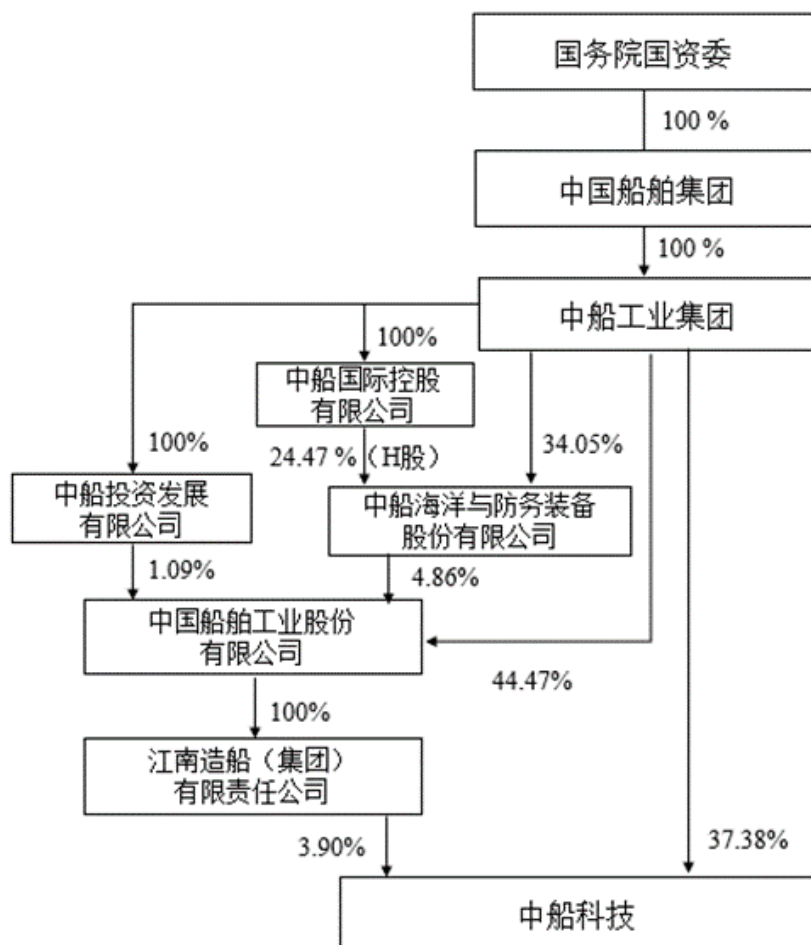 国务院国资委
100 %
中国船舶集团
100 %
中船工业集团
100%
中船国际控股
有限公司
100%
24.47 %（H股）
34.05%
中船投资发展
有限公司
中船海洋与防务装备
股份有限公司
1.09%
4.86%
中国船舶工业股份
有限公司
44.47%
100%
江南造船（集团）
有限责任公司
3.90%
37.38%
中船科技